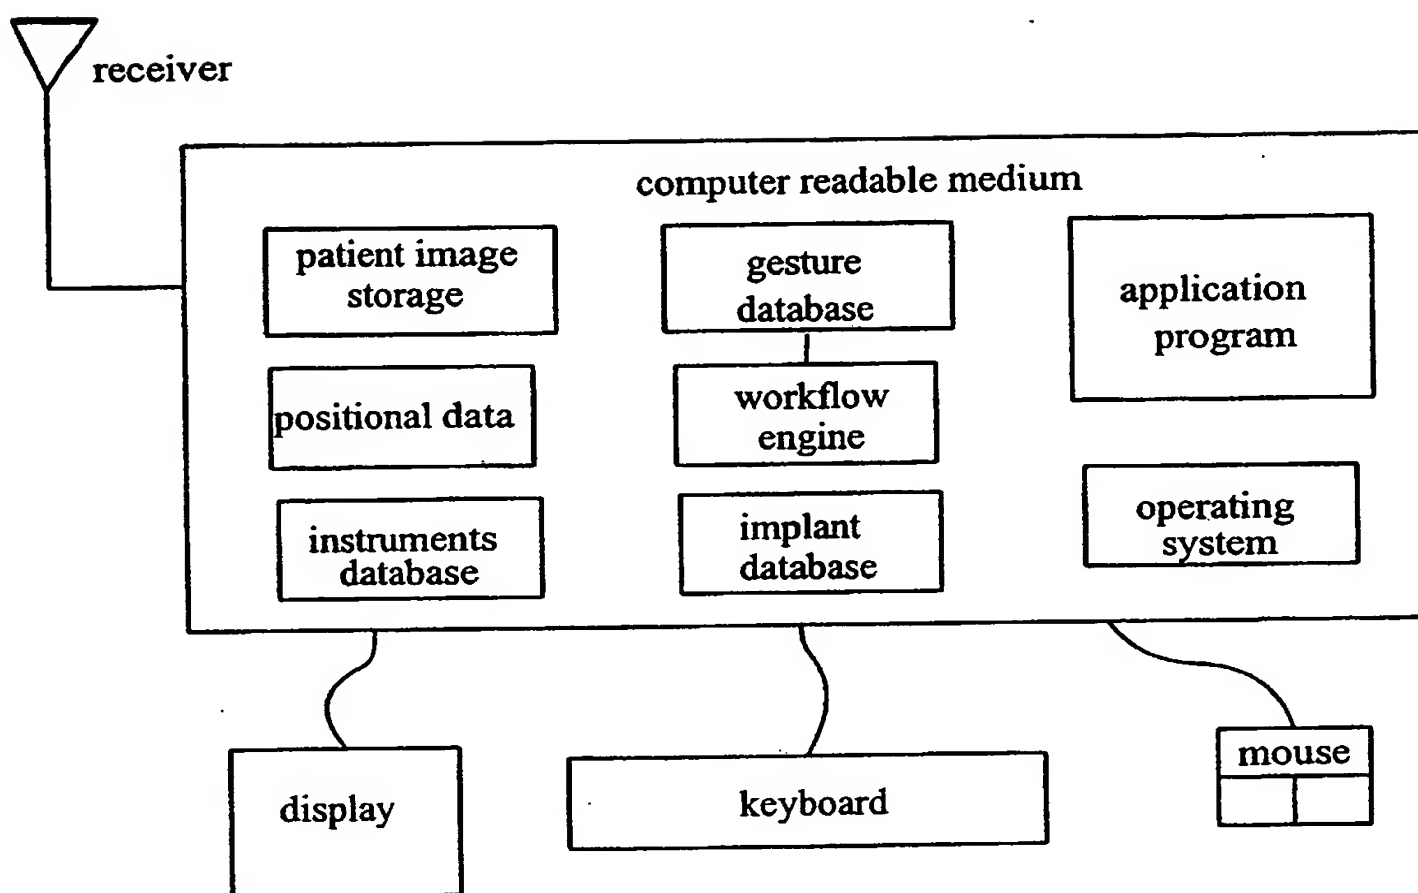 receiver
computer readable medium
patient image
storage
gesture
database
application
program
positional data
workflow
engine
instruments
database
implant
database
operating
system
display
keyboard
mouse